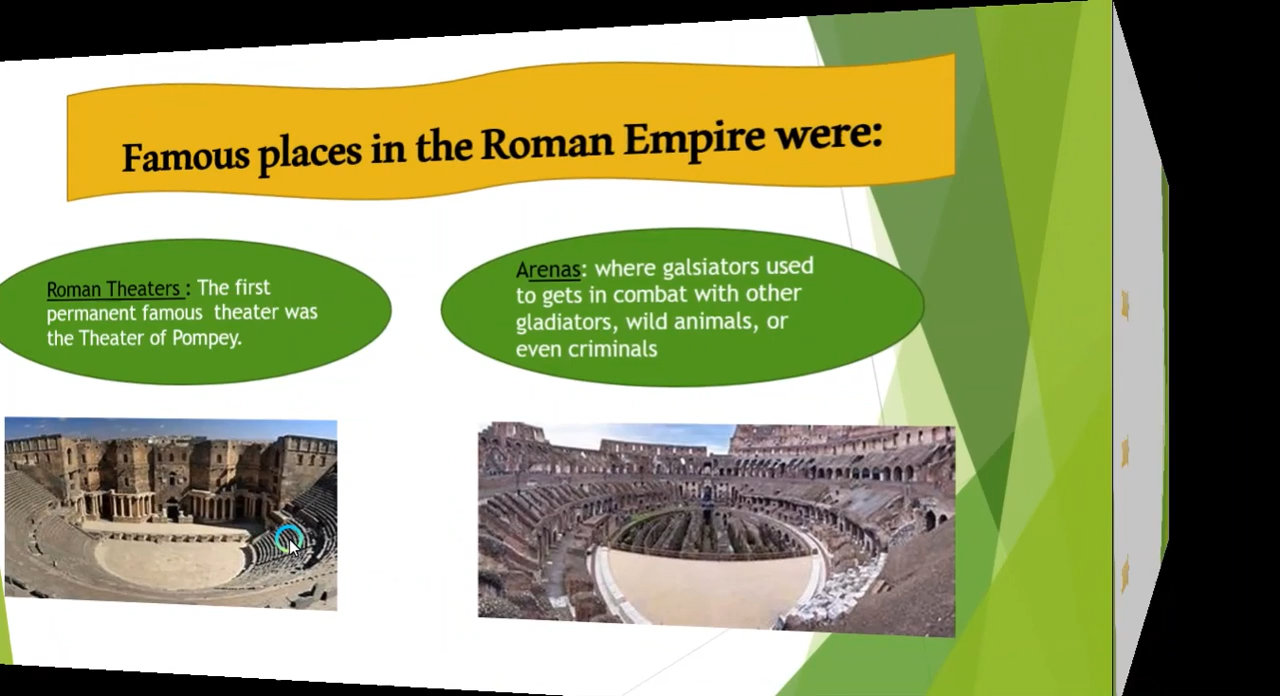 Famous places in the Roman Empire were:
Roman Theaters : The first
permanent famous theater was
the Theater of Pompey.
Arenas: where galsiators used
to gets in combat with other
gladiators, wild animals, or
even criminals